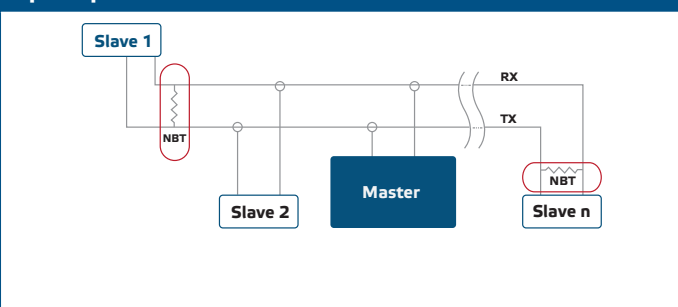 Slave 1
RX
TX
NBT
NBT
Master
Slave 2
Slave n